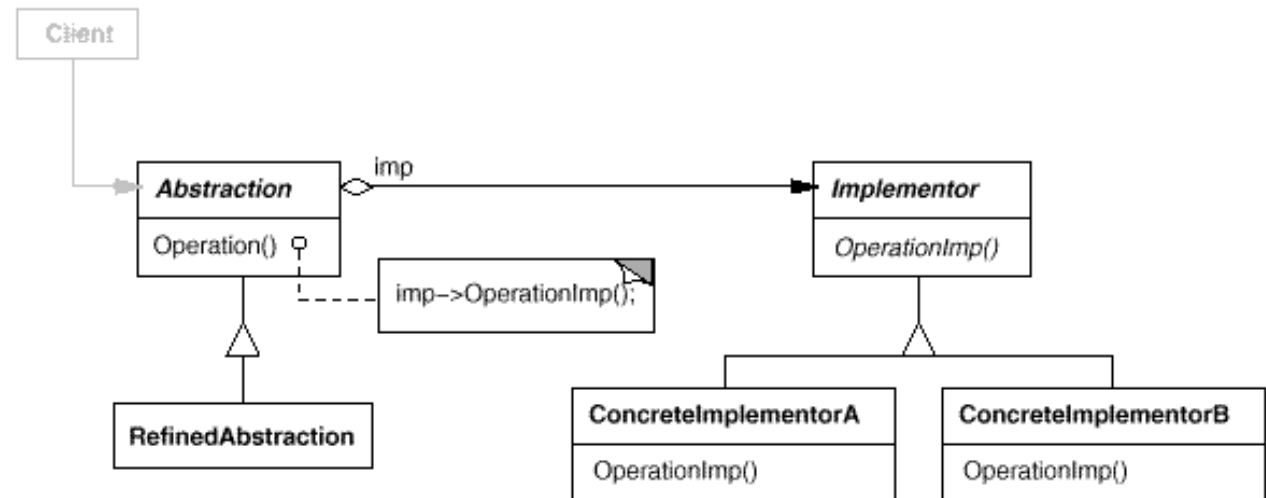 Client
imp
Abstraction
Implementor
Operation()
OperationImp()
imp->OperationImp();
RefinedAbstraction
ConcreteImplementorA
ConcreteImplementorB
OperationImp()
OperationImp()